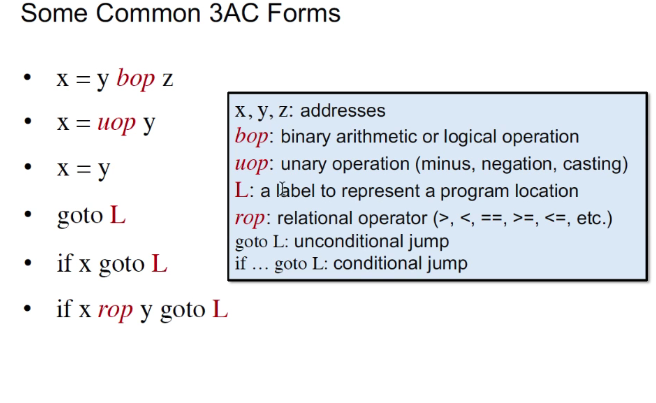 Some Common 3AC Forms
• x = y bop z
• x = uop y
• x = y
• goto L
• if x goto L
• if x rop y goto L
x, y, z: addresses
bop: binary arithmetic or logical operation
uop: unary operation (minus, negation, casting)
L: a label to represent a program location
rop: relational operator (>, <, ==, >=, <=, etc.)
goto L: unconditional jump
if … goto L: conditional jump